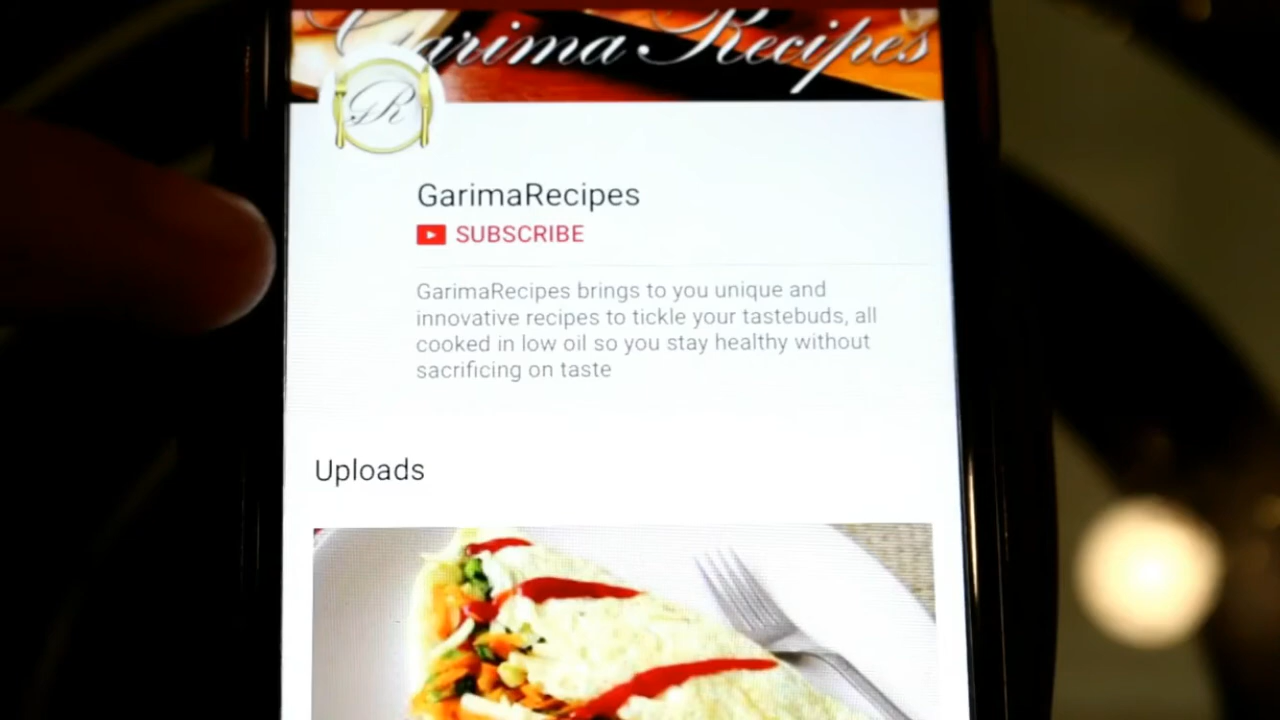 Garima Recipes
GR
GarimaRecipes
SUBSCRIBE
GarimaRecipes brings to you unique and
innovative recipes to tickle your tastebuds, all
cooked in low oil so you stay healthy without
sacrificing on taste
Uploads